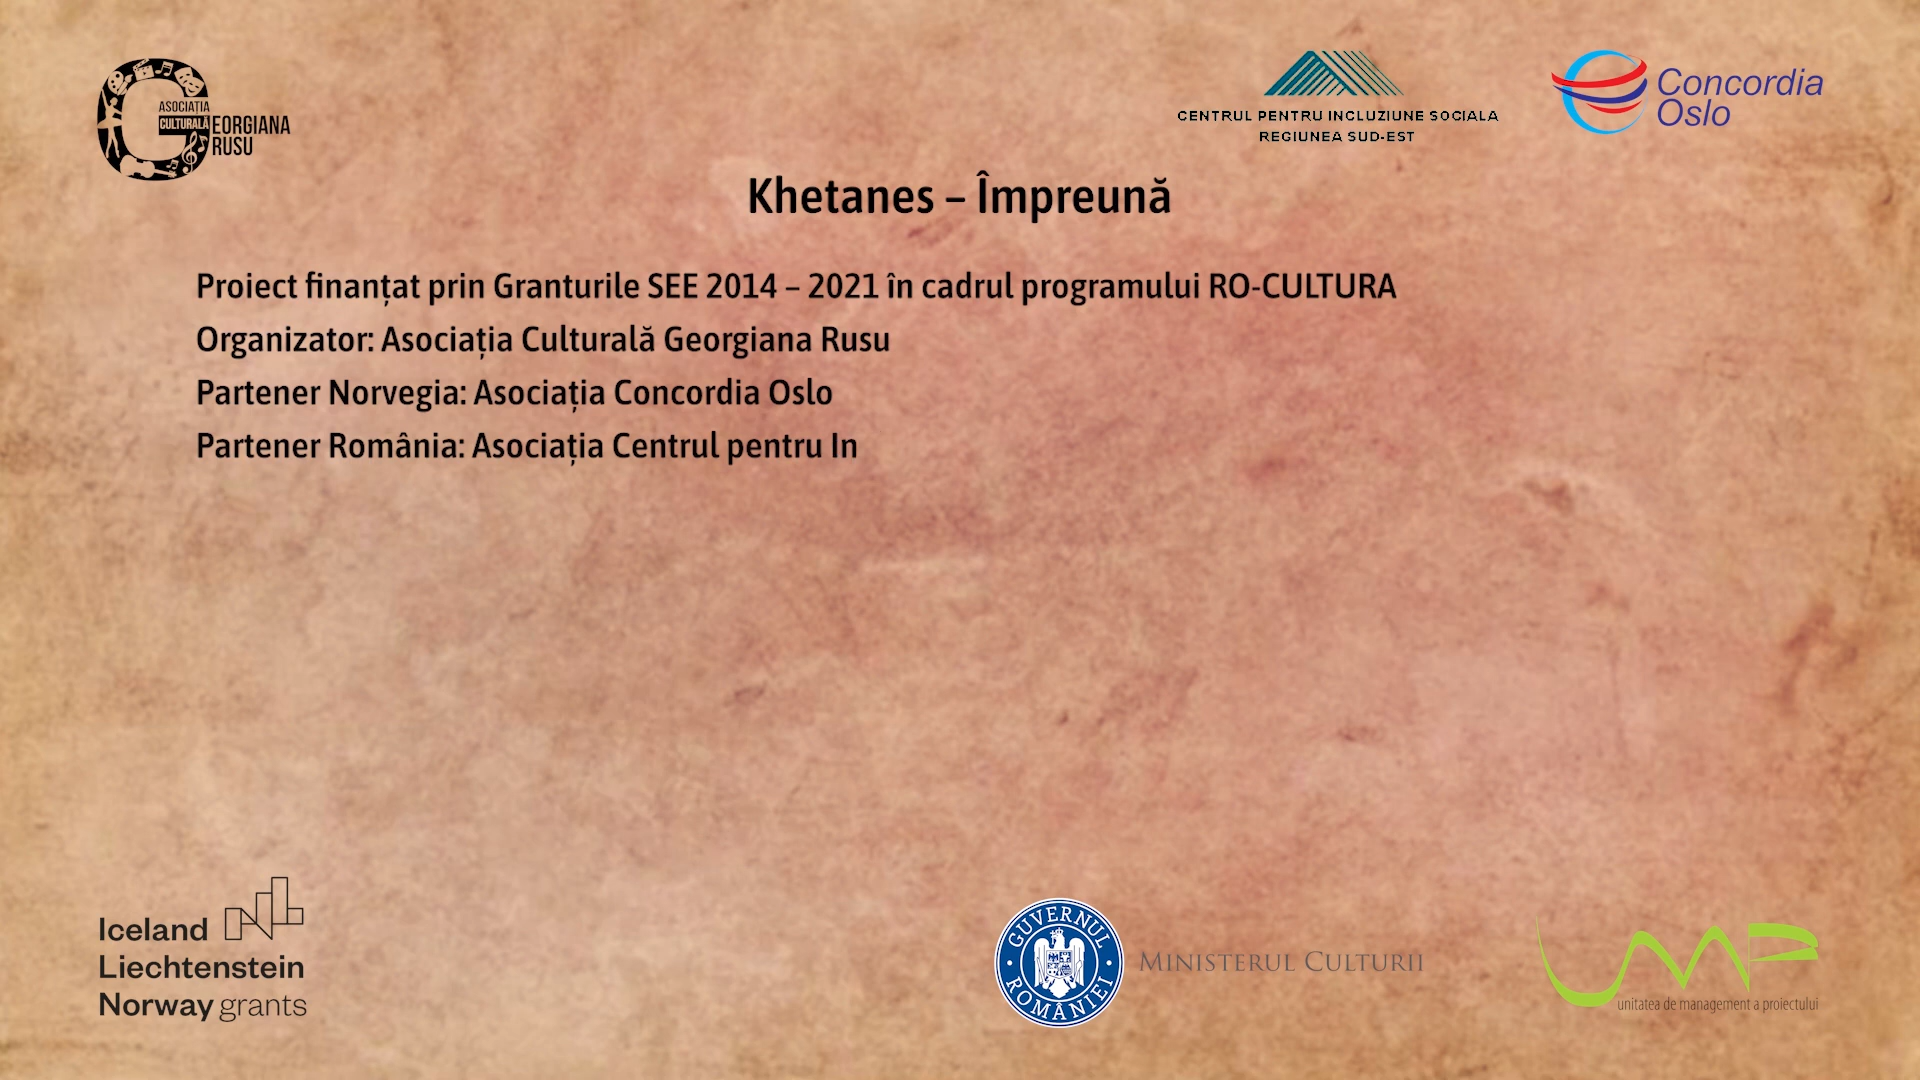 ASOCIAȚIA
CULTURALĂ
EORGIANA
RUSU
CENTRUL PENTRU INCLUZIUNE SOCIALA
REGIUNEA SUD-EST
Concordia
Oslo
Khetanes – Împreună
Proiect finanțat prin Granturile SEE 2014 – 2021 în cadrul programului RO-CULTURA
Organizator: Asociația Culturală Georgiana Rusu
Partener Norvegia: Asociația Concordia Oslo
Partener România: Asociația Centrul pentru In
Iceland
Liechtenstein
Norway grants
GUVERNUL
ROMÂNIEI
MINISTERUL CULTURII
UMP
unitatea de management a proiectului